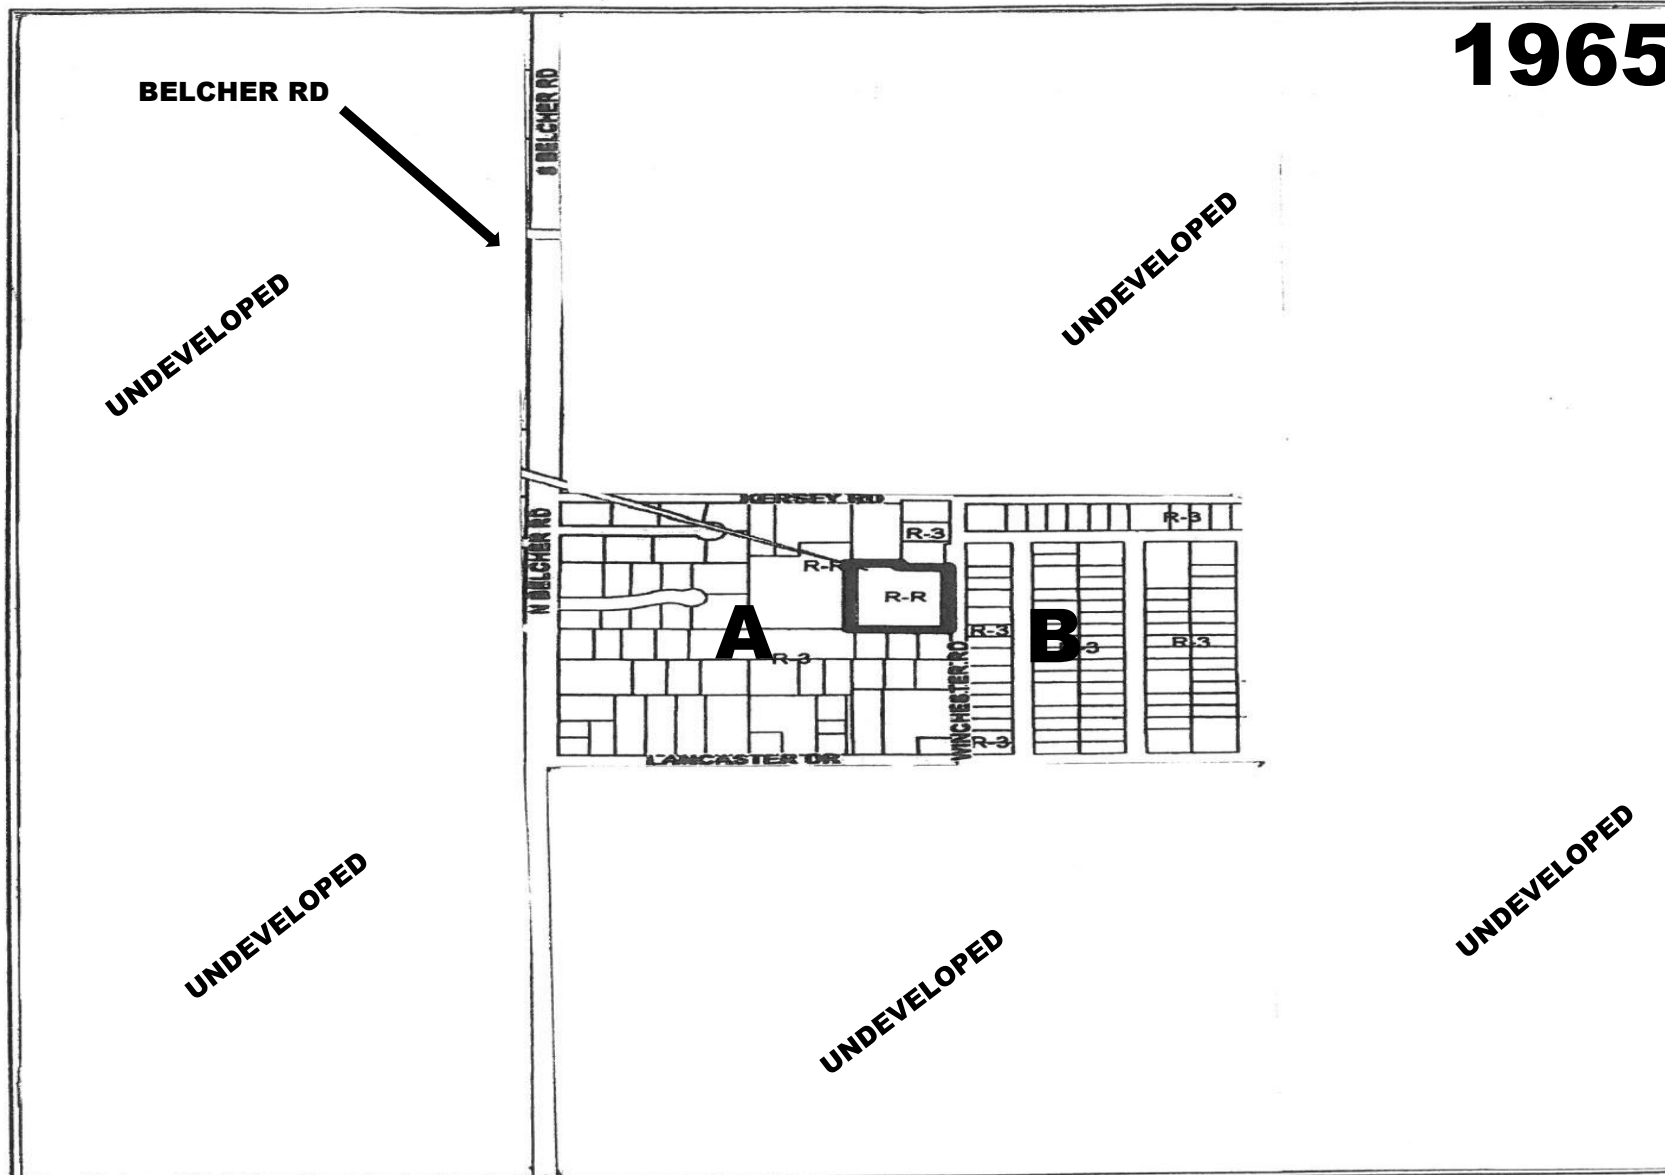 1965
BELCHER RD
S BELCHER RD
UNDEVELOPED
UNDEVELOPED
KERSEY RD
N BELCHER RD
R-3
R-3
R-R
R-R
A
R-3
R-3
B
R-3
WINCHESTER RD
R-3
LANCASTER DR
UNDEVELOPED
UNDEVELOPED
UNDEVELOPED